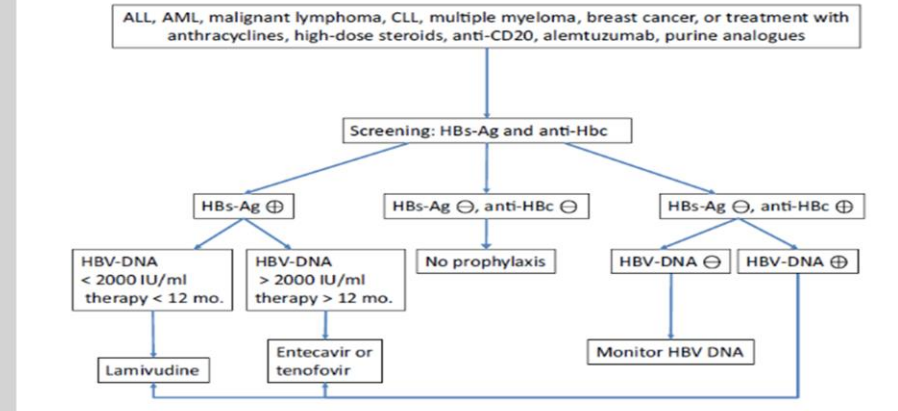 ALL, AML, malignant lymphoma, CLL, multiple myeloma, breast cancer, or treatment with
anthracyclines, high-dose steroids, anti-CD20, alemtuzumab, purine analogues
Screening: HBs-Ag and anti-Hbc
HBs-Ag ⊕
HBs-Ag ⊖, anti-HBc ⊖
HBs-Ag ⊖, anti-HBc ⊕
HBV-DNA
< 2000 IU/ml
therapy < 12 mo.
HBV-DNA
> 2000 IU/ml
therapy > 12 mo.
No prophylaxis
HBV-DNA ⊖
HBV-DNA ⊕
Lamivudine
Entecavir or
tenofovir
Monitor HBV DNA